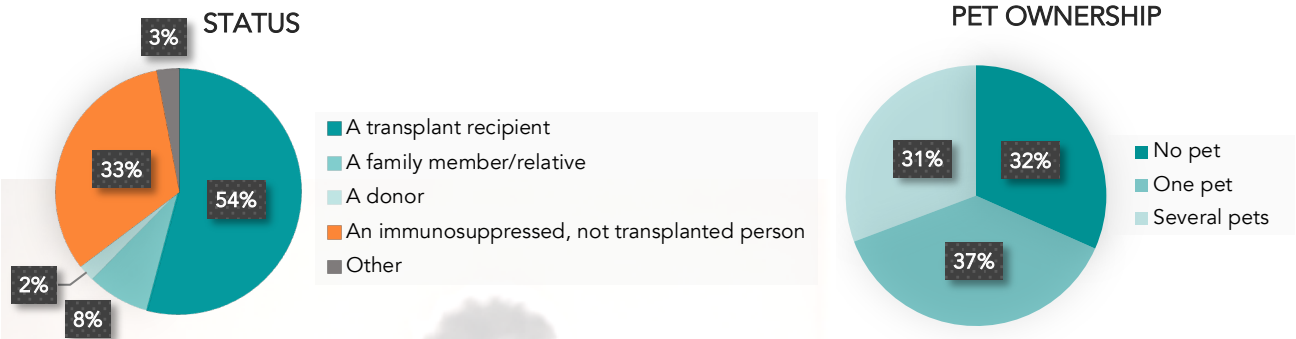 STATUS
3%
33%
54%
2%
8%
A transplant recipient
A family member/relative
A donor
An immunosuppressed, not transplanted person
Other
PET OWNERSHIP
31%
32%
37%
No pet
One pet
Several pets